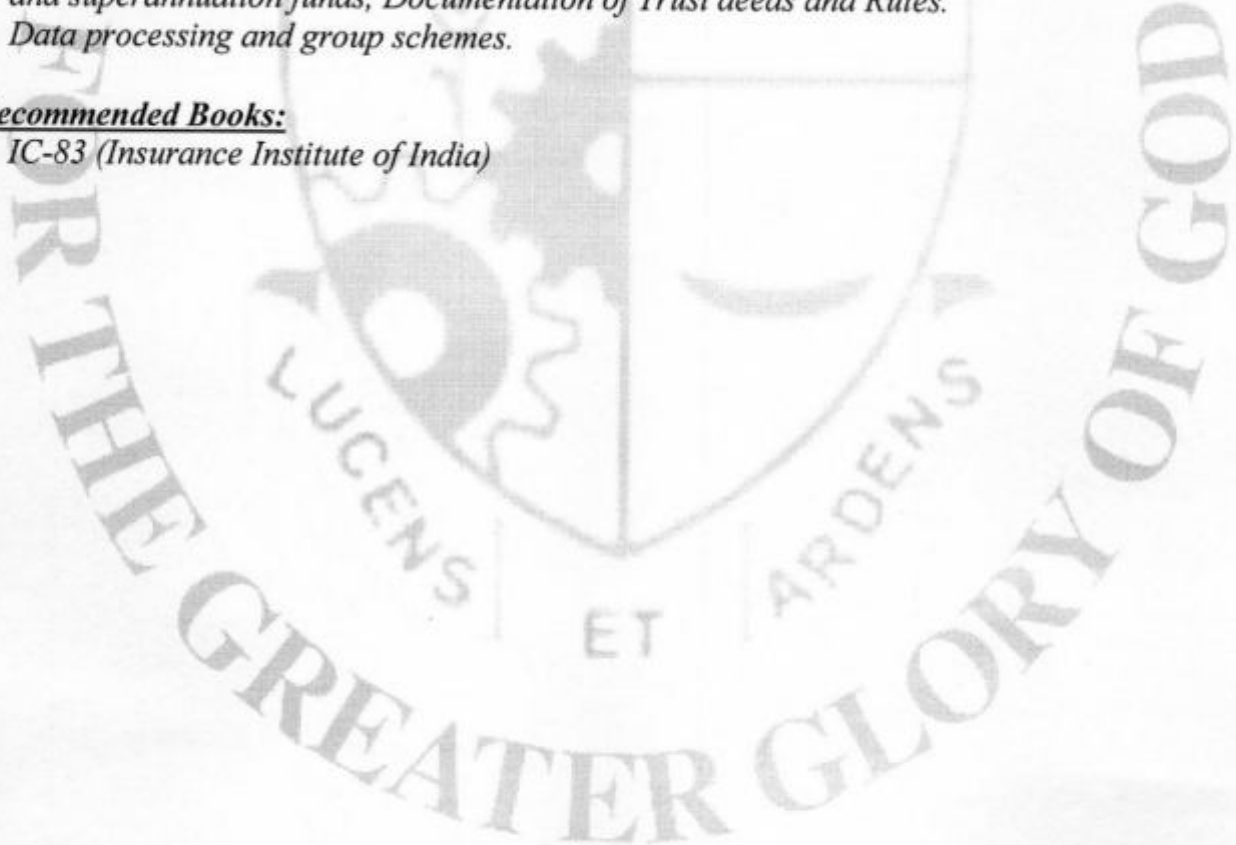 and superannuation funds, Documentation of Trust deeds and Rules.
Data processing and group schemes.
ecommended Books:
IC-83 (Insurance Institute of India)
LUCENS
ET
ARDENS
FOR THE GREATER GLORY OF GOD